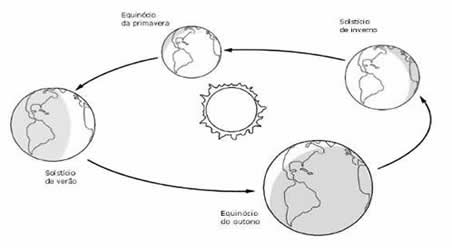 Equinócio
da primavera
Solstício
de inverno
Solstício
de verão
Equinócio
do outono